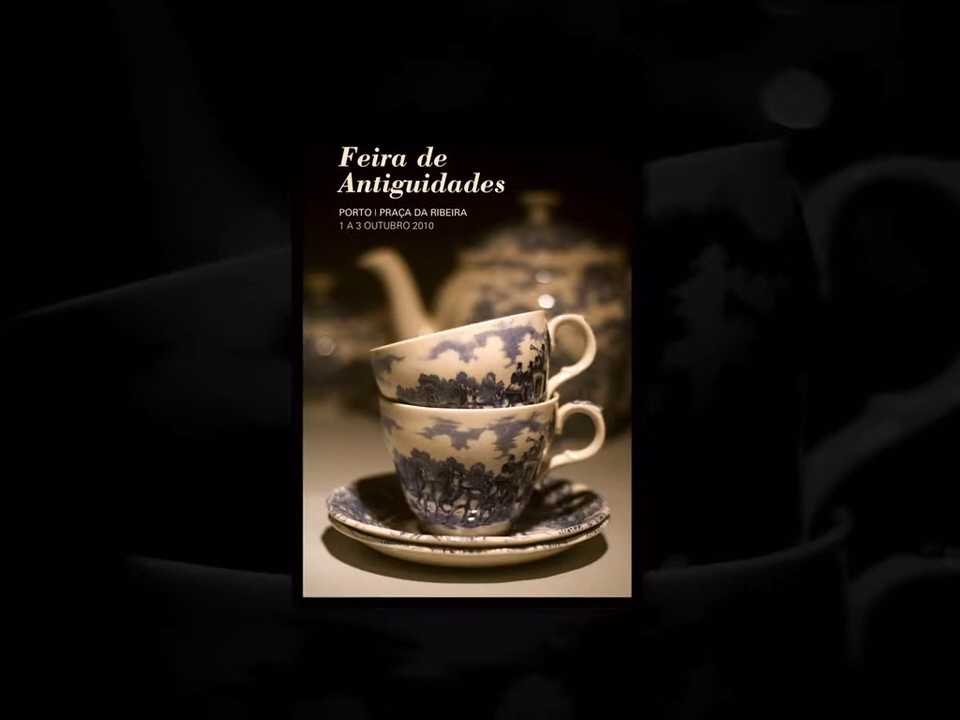 Feira de
Antiguidades
PORTO | PRAÇA DA RIBEIRA
1 A 3 OUTUBRO 2010